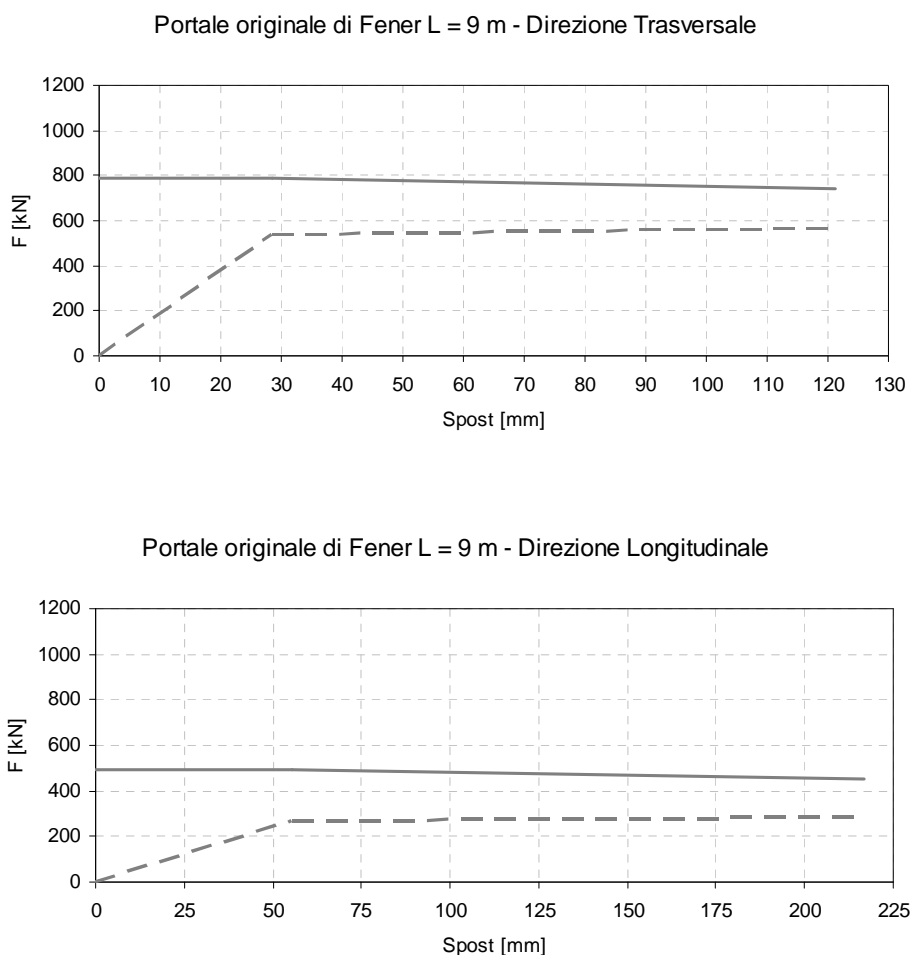 Portale originale di Fener L = 9 m - Direzione Trasversale
1200
1000
800
600
400
200
0
F [kN]
0 10 20 30 40 50 60 70 80 90 100 110 120 130
Spost [mm]
Portale originale di Fener L = 9 m - Direzione Longitudinale
1200
1000
800
600
400
200
0
F [kN]
0 25 50 75 100 125 150 175 200 225
Spost [mm]